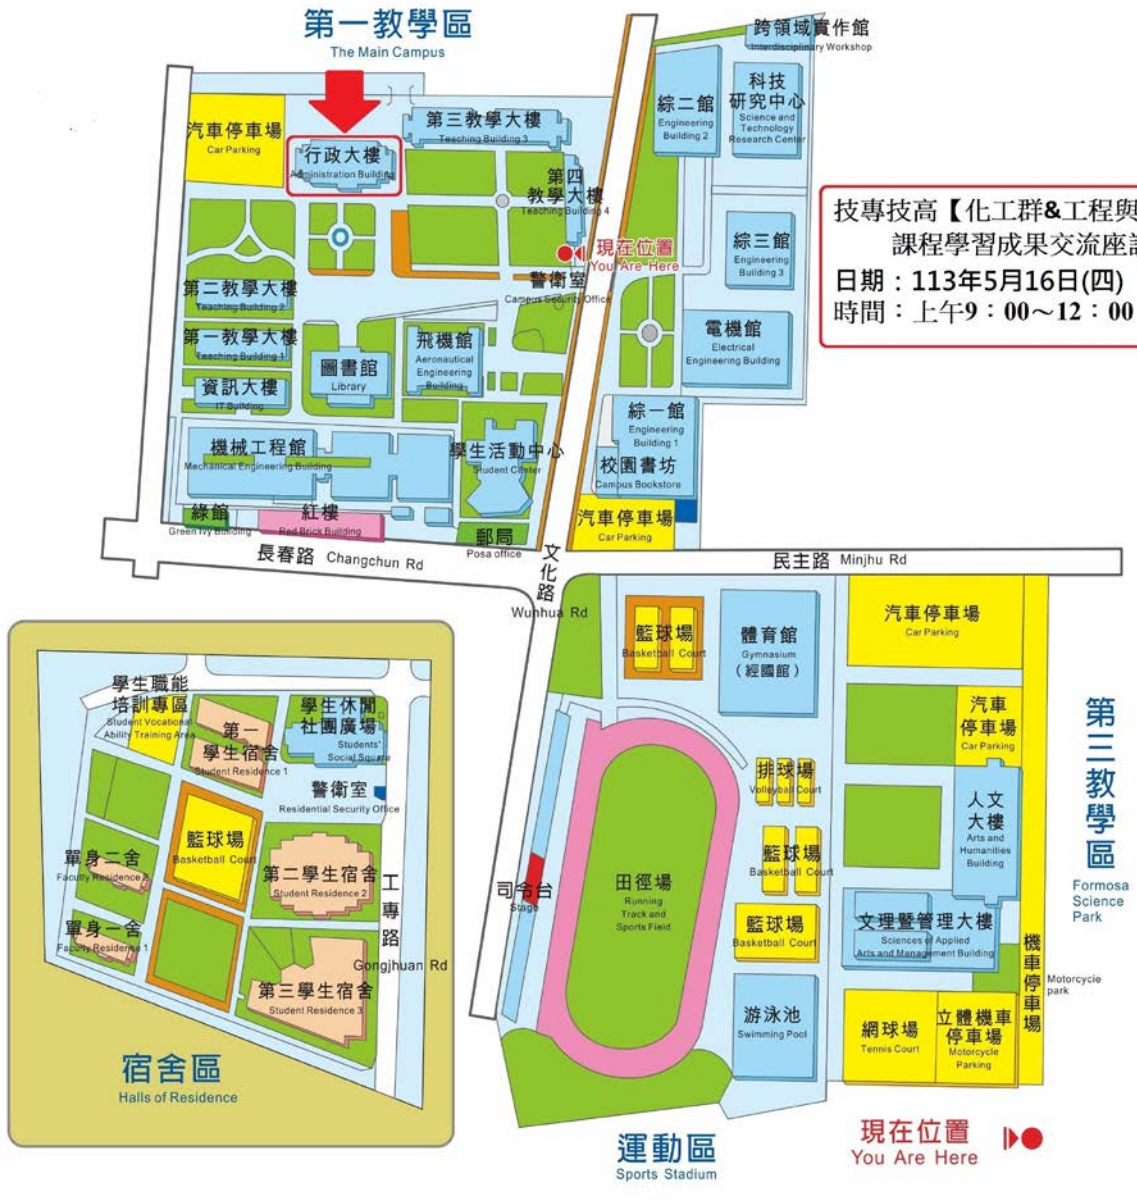 第一教學區
The Main Campus
跨領域實作館
Interdisciplinary Workshop
汽車停車場
Car Parking
行政大樓
Administration Building
第三教學大樓
Teaching Building 3
綜二館
Engineering
Building 2
科技
研究中心
Science and
Technology
Research Center
第四
教學大樓
Teaching Building 4
現在位置
You Are Here
警衛室
Campus Security Office
綜三館
Engineering
Building 3
技專技高【化工群&工程與
課程學習成果交流座
日期：113年5月16日(四)
時間：上午9：00～12：00
第二教學大樓
Teaching Building 2
第一教學大樓
Teaching Building 1
圖書館
Library
飛機館
Aeronautical
Engineering
Building
電機館
Electrical
Engineering Building
資訊大樓
IT Building
綜一館
Engineering
Building 1
機械工程館
Mechanical Engineering Building
學生活動中心
Student Center
校園書坊
Campus Bookstore
綠館
Green Ivy Building
紅樓
Red Brick Building
郵局
Posa office
汽車停車場
Car Parking
長春路 Changchun Rd
文化路
Wunhua Rd
民主路 Minjhu Rd
籃球場
Basketball Court
體育館
Gymnasium
（經國館）
汽車停車場
Car Parking
學生職能
培訓專區
Student Vocational
Ability Training Area
第一
學生宿舍
Student Residence 1
學生休閒
社團廣場
Students'
Social Square
警衛室
Residential Security Office
籃球場
Basketball Court
單身二舍
Faculty Residence 2
第二學生宿舍
Student Residence 2
單身一舍
Faculty Residence 1
第三學生宿舍
Student Residence 3
工專路
Gongjhuan Rd
宿舍區
Halls of Residence
汽車
停車場
Car Parking
排球場
Volleyball Court
人文
大樓
Arts and
Humanities
Building
第三教學區
Formosa
Science
Park
籃球場
Basketball Court
司令台
Stage
田徑場
Running
Track and
Sports Field
籃球場
Basketball Court
文理暨管理大樓
Sciences of Applied
Arts and Management Building
機車停車場
Motorcycle
park
游泳池
Swimming Pool
網球場
Tennis Court
立體機車
停車場
Motorcycle
Parking
運動區
Sports Stadium
現在位置
You Are Here